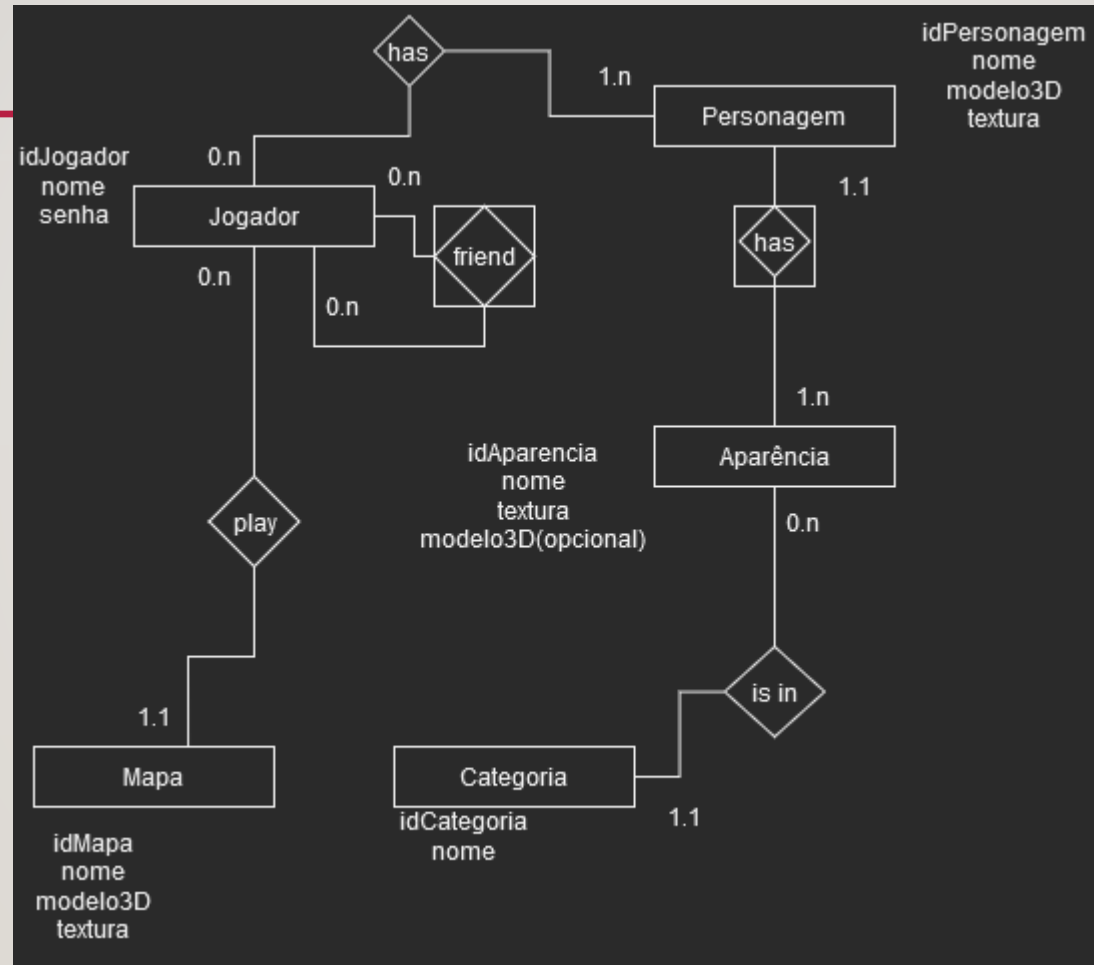 has
1.n
idPersonagem
nome
modelo3D
textura
Personagem
idJogador
nome
senha
0.n
0.n
Jogador
1.1
friend
has
0.n
0.n
1.n
idAparencia
nome
textura
modelo3D(opcional)
Aparência
0.n
play
is in
1.1
Mapa
Categoria
1.1
idCategoria
nome
idMapa
nome
modelo3D
textura